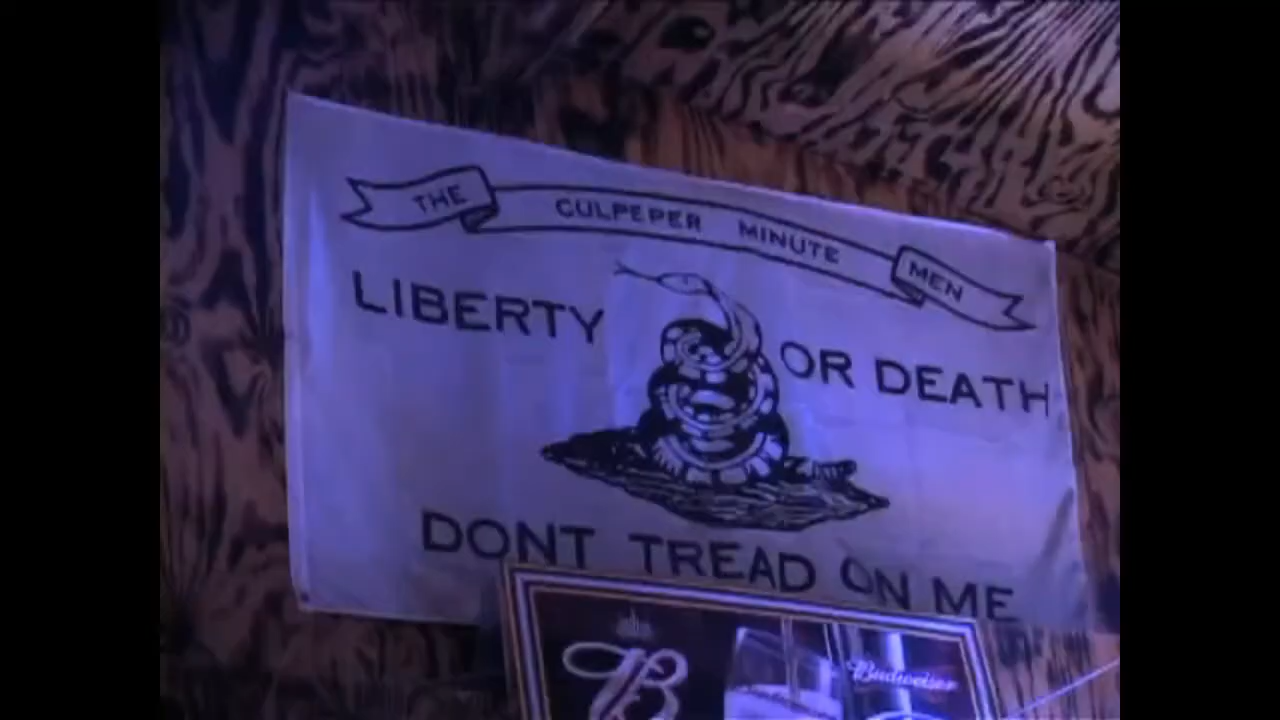 THE CULPEPER MINUTE MEN
LIBERTY OR DEATH
DONT TREAD ON ME
B
Budweiser